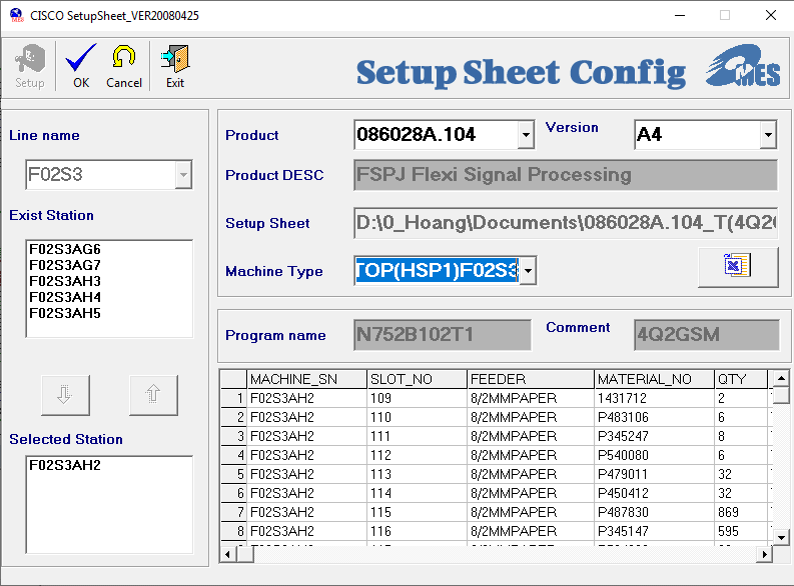 CISCO SetupSheet_VER20080425
Setup OK Cancel Exit
Setup Sheet Config MES
Line name
F02S3
Exist Station
F02S3AG6
F02S3AG7
F02S3AH3
F02S3AH4
F02S3AH5
Selected Station
F02S3AH2
Product 086028A.104 Version A4
Product DESC FSPJ Flexi Signal Processing
Setup Sheet D:\0_Hoang\Documents\086028A.104_T(4Q2
Machine Type TOP(HSP1)F02S3
Program name N752B102T1 Comment 4Q2GSM
MACHINE_SN SLOT_NO FEEDER MATERIAL_NO QTY
1 F02S3AH2 109 8/2MMPAPER 1431712 2
2 F02S3AH2 110 8/2MMPAPER P483106 6
3 F02S3AH2 111 8/2MMPAPER P345247 8
4 F02S3AH2 112 8/2MMPAPER P540080 6
5 F02S3AH2 113 8/2MMPAPER P479011 32
6 F02S3AH2 114 8/2MMPAPER P450412 32
7 F02S3AH2 115 8/2MMPAPER P487830 869
8 F02S3AH2 116 8/2MMPAPER P345147 595